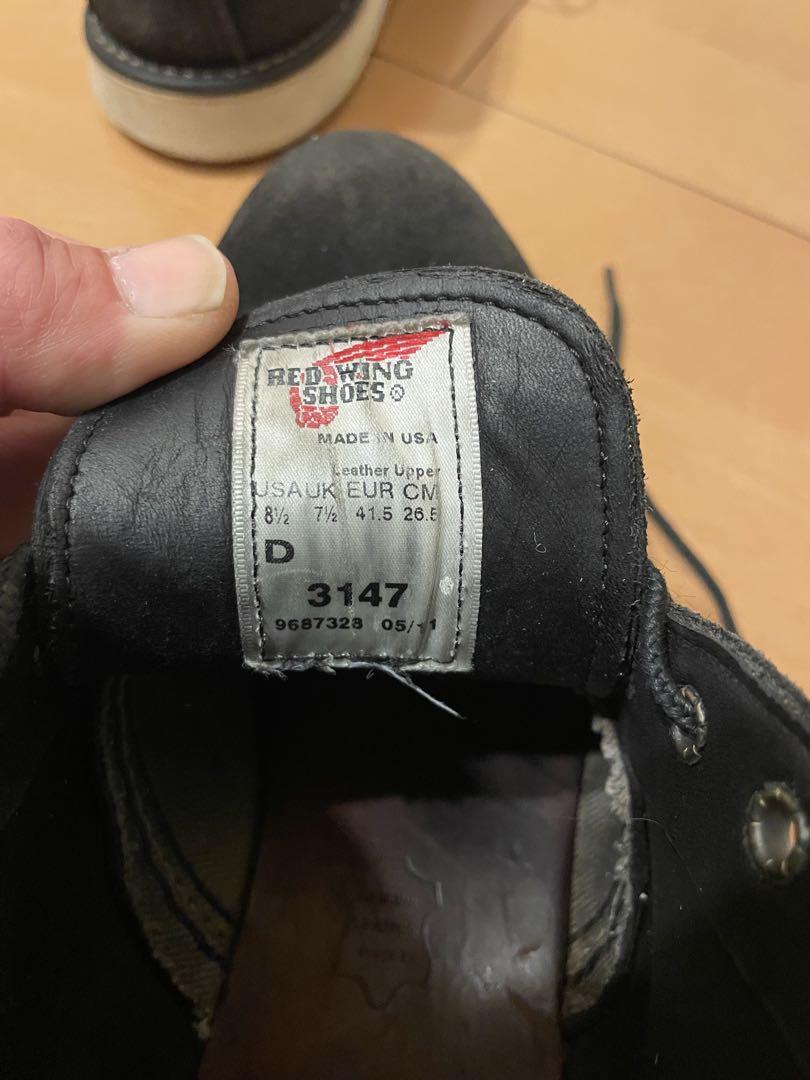 RED WING
SHOES®
MADE IN USA
Leather Upper
USA UK EUR CM
8½ 7½ 41.5 26.5
D
3147
9687328 05/11
LEATHER